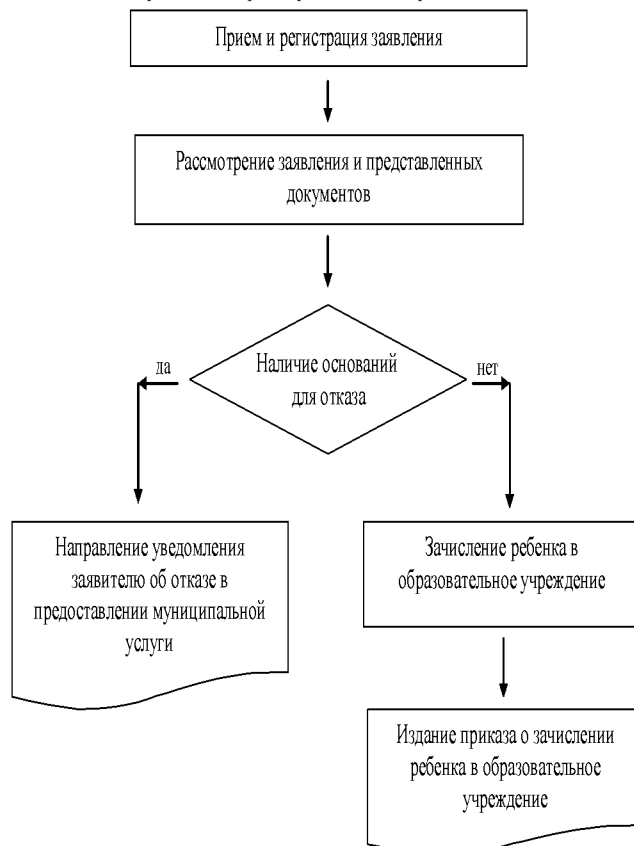 Прием и регистрация заявления
Рассмотрение заявления и представленных
документов
Наличие оснований
для отказа
да
нет
Направление уведомления
заявителю об отказе в
предоставлении муниципальной
услуги
Зачисление ребенка в
образовательное учреждение
Издание приказа о зачислении
ребенка в образовательное
учреждение